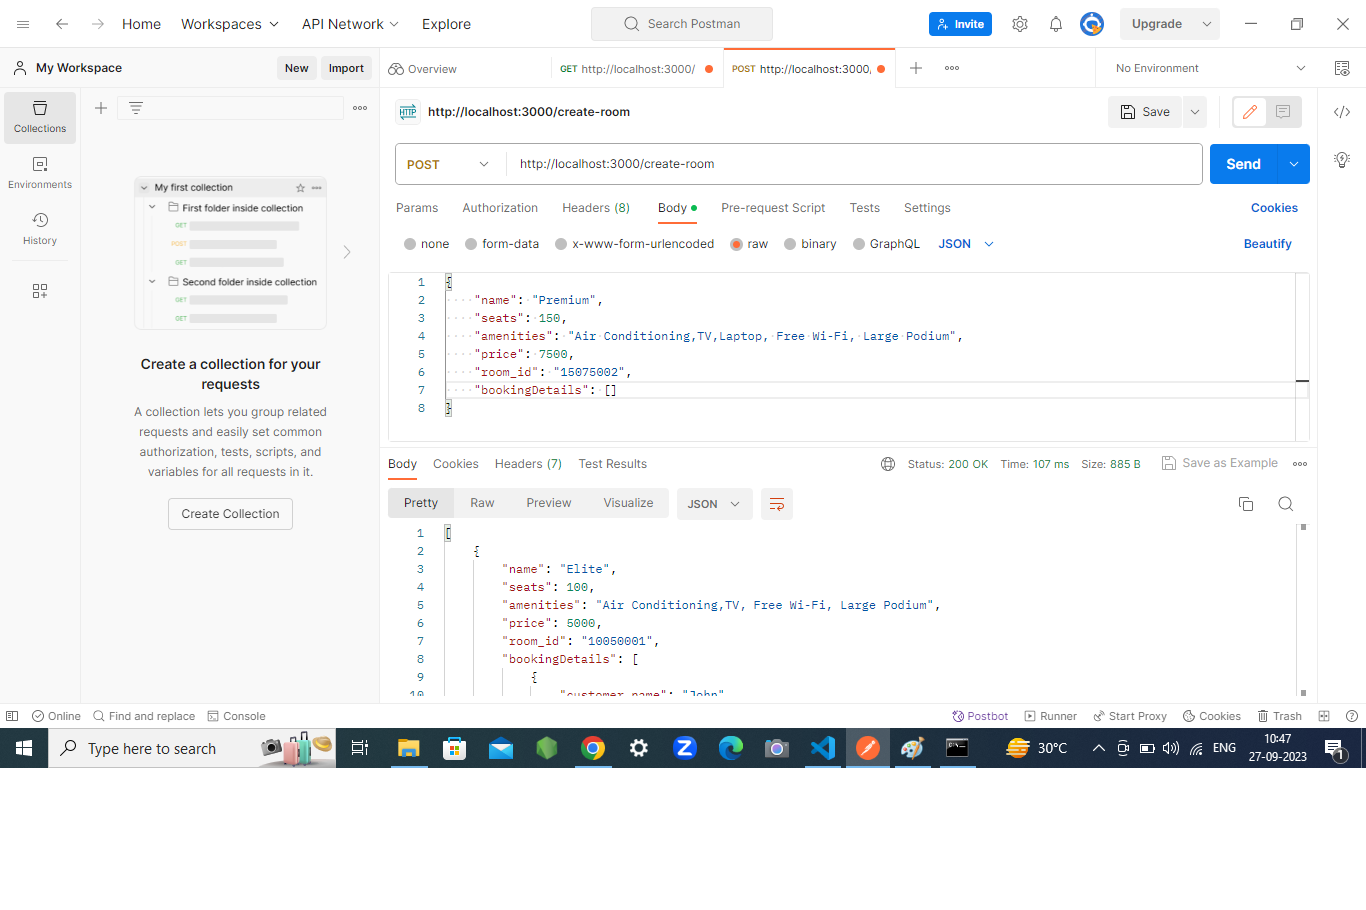 Home Workspaces API Network Explore Search Postman Invite Upgrade
My Workspace New Import Overview GET http://localhost:3000/ POST http://localhost:3000, No Environment
Collections
Environments
History
My first collection
First folder inside collection
GET
POST
GET
Second folder inside collection
GET
GET
Create a collection for your
requests
A collection lets you group related
requests and easily set common
authorization, tests, scripts, and
variables for all requests in it.
Create Collection
HTTP http://localhost:3000/create-room Save
POST http://localhost:3000/create-room Send
Params Authorization Headers (8) Body Pre-request Script Tests Settings Cookies
none form-data x-www-form-urlencoded raw binary GraphQL JSON Beautify
1 {
2 "name": "Premium",
3 "seats": 150,
4 "amenities": "Air Conditioning,TV,Laptop, Free Wi-Fi, Large Podium",
5 "price": 7500,
6 "room_id": "15075002",
7 "bookingDetails": []
8 }
Body Cookies Headers (7) Test Results Status: 200 OK Time: 107 ms Size: 885 B Save as Example
Pretty Raw Preview Visualize JSON
1 [
2 {
3 "name": "Elite",
4 "seats": 100,
5 "amenities": "Air Conditioning,TV, Free Wi-Fi, Large Podium",
6 "price": 5000,
7 "room_id": "10050001",
8 "bookingDetails": [
9 {
10 "customer_name": "John"
Online Find and replace Console Postbot Runner Start Proxy Cookies Trash
Type here to search 30°C ENG 10:47
27-09-2023 1